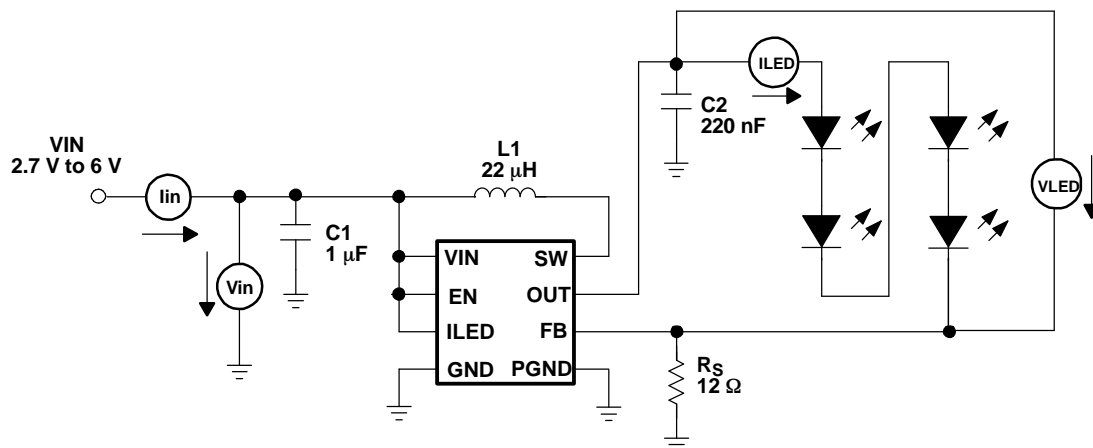 ILED
C2
220 nF
VIN
2.7 V to 6 V
L1
22 μH
VLED
Iin
C1
1 μF
Vin
VIN
SW
EN
OUT
ILED
FB
GND
PGND
RS
12 Ω